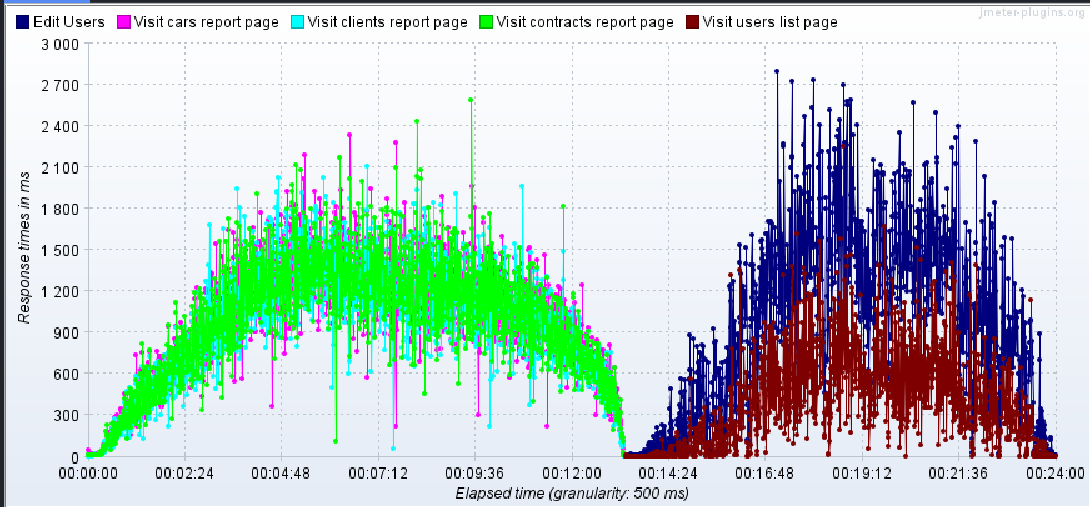 jmeter-plugins.org
Edit Users Visit cars report page Visit clients report page Visit contracts report page Visit users list page
3 000
2 700
2 400
2 100
1 800
1 500
1 200
900
600
300
0
Response times in ms
00:00:00 00:02:24 00:04:48 00:07:12 00:09:36 00:12:00 00:14:24 00:16:48 00:19:12 00:21:36 00:24:00
Elapsed time (granularity: 500 ms)